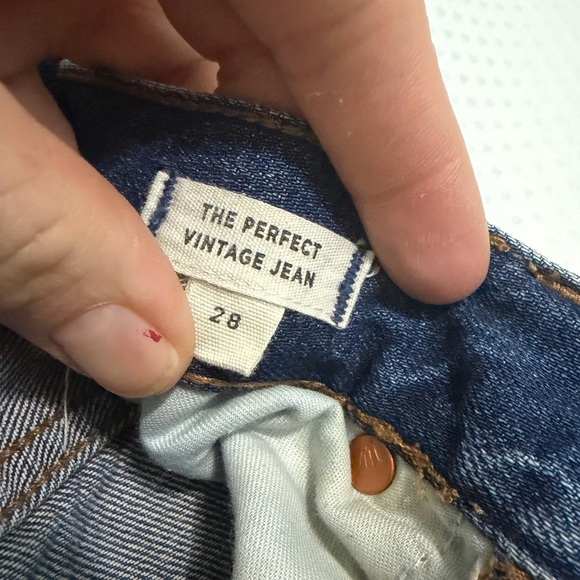 THE PERFECT
VINTAGE JEAN
28
M